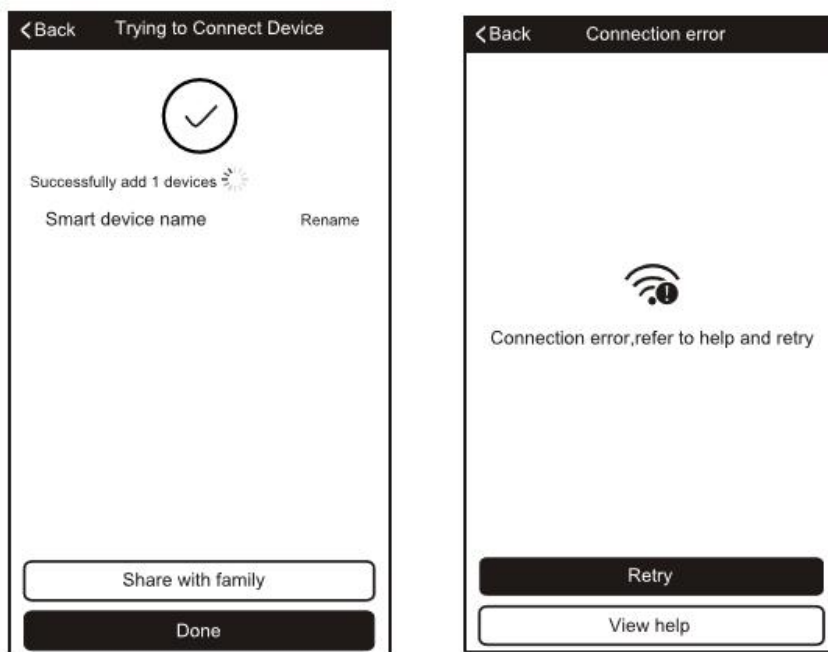 Back Trying to Connect Device
Successfully add 1 devices
Smart device name Rename
Share with family
Done
Back Connection error
Connection error,refer to help and retry
Retry
View help